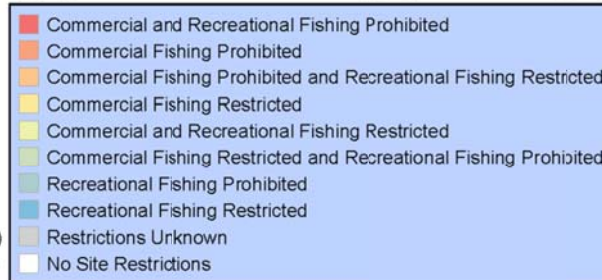 Commercial and Recreational Fishing Prohibited
Commercial Fishing Prohibited
Commercial Fishing Prohibited and Recreational Fishing Restricted
Commercial Fishing Restricted
Commercial and Recreational Fishing Restricted
Commercial Fishing Restricted and Recreational Fishing Prohibited
Recreational Fishing Prohibited
Recreational Fishing Restricted
Restrictions Unknown
No Site Restrictions